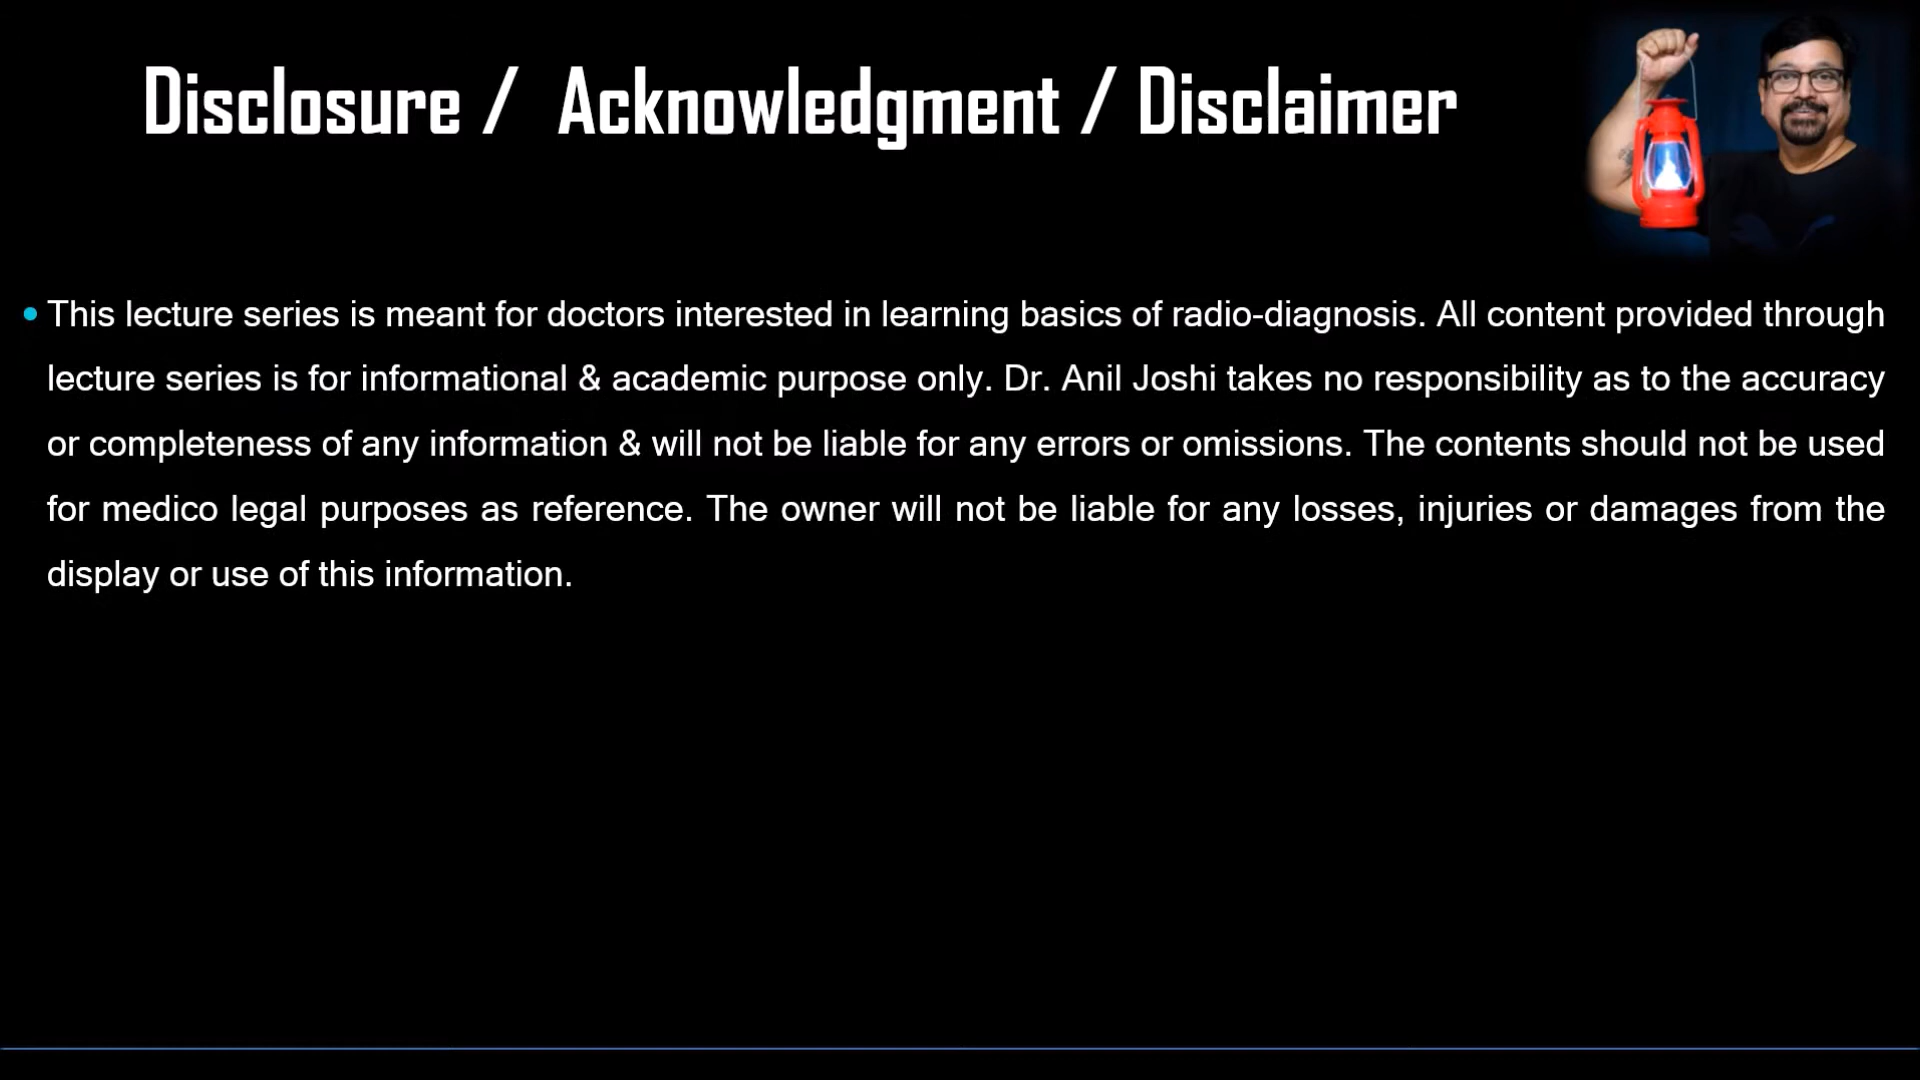 Disclosure / Acknowledgment / Disclaimer
• This lecture series is meant for doctors interested in learning basics of radio-diagnosis. All content provided through
lecture series is for informational & academic purpose only. Dr. Anil Joshi takes no responsibility as to the accuracy
or completeness of any information & will not be liable for any errors or omissions. The contents should not be used
for medico legal purposes as reference. The owner will not be liable for any losses, injuries or damages from the
display or use of this information.